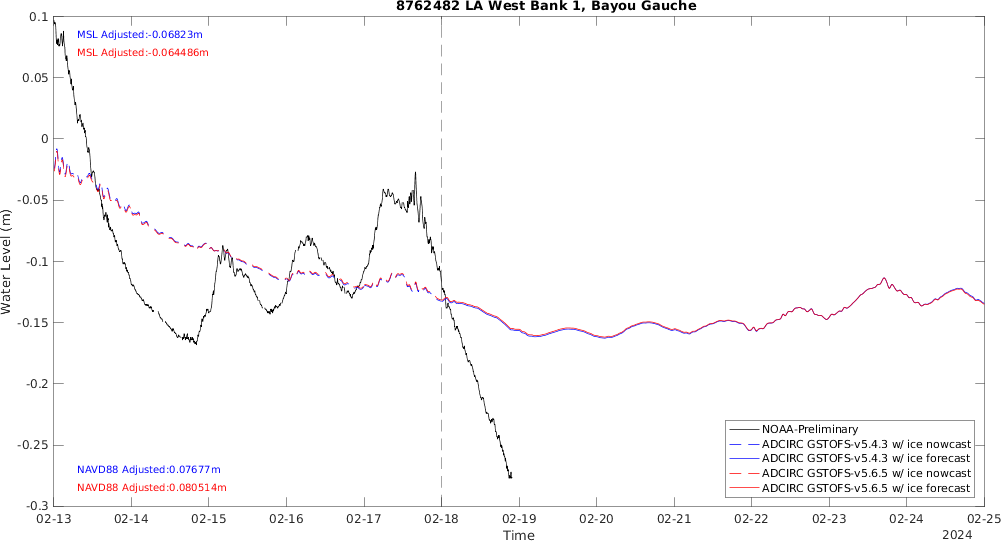 8762482 LA West Bank 1, Bayou Gauche
0.1
MSL Adjusted:-0.06823m
MSL Adjusted:-0.064486m
0.05
0
-0.05
-0.1
-0.15
-0.2
-0.25
-0.3
Water Level (m)
NOAA-Preliminary
ADCIRC GSTOFS-v5.4.3 w/ ice nowcast
ADCIRC GSTOFS-v5.4.3 w/ ice forecast
ADCIRC GSTOFS-v5.6.5 w/ ice nowcast
ADCIRC GSTOFS-v5.6.5 w/ ice forecast
NAVD88 Adjusted:0.07677m
NAVD88 Adjusted:0.080514m
02-13 02-14 02-15 02-16 02-17 02-18 02-19 02-20 02-21 02-22 02-23 02-24 02-25
Time
2024